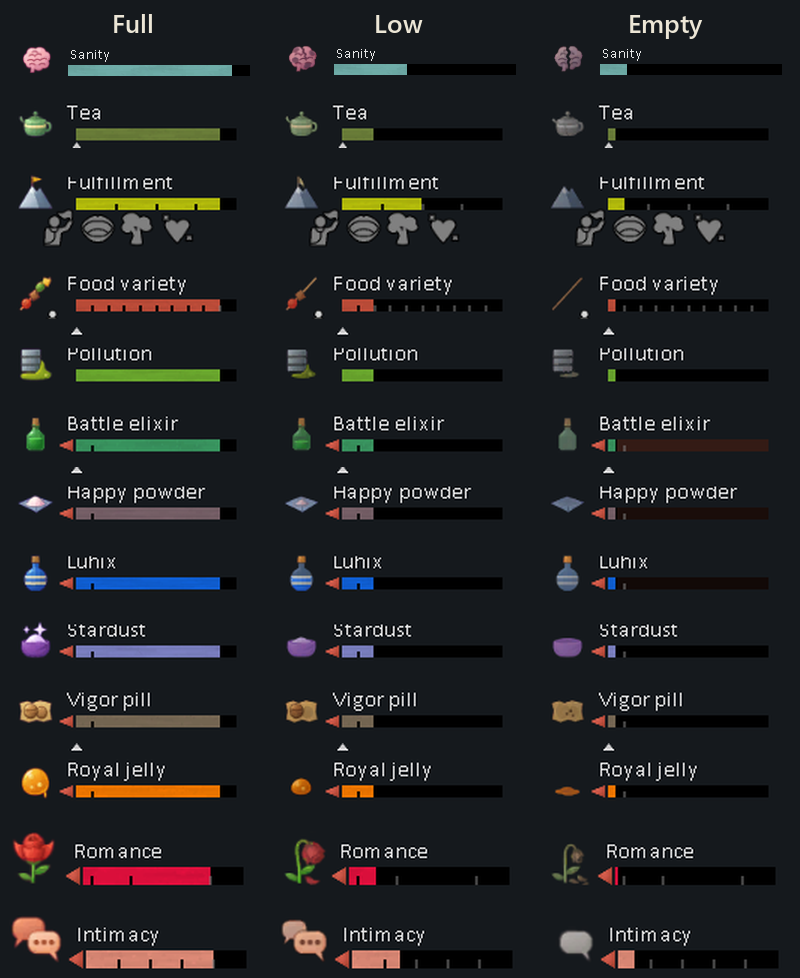 Full Low Empty
Sanity Sanity Sanity
Tea Tea Tea
Fulfillment Fulfillment Fulfillment
Food variety Food variety Food variety
Pollution Pollution Pollution
Battle elixir Battle elixir Battle elixir
Happy powder Happy powder Happy powder
Luhix Luhix Luhix
Stardust Stardust Stardust
Vigor pill Vigor pill Vigor pill
Royal jelly Royal jelly Royal jelly
Romance Romance Romance
Intimacy Intimacy Intimacy